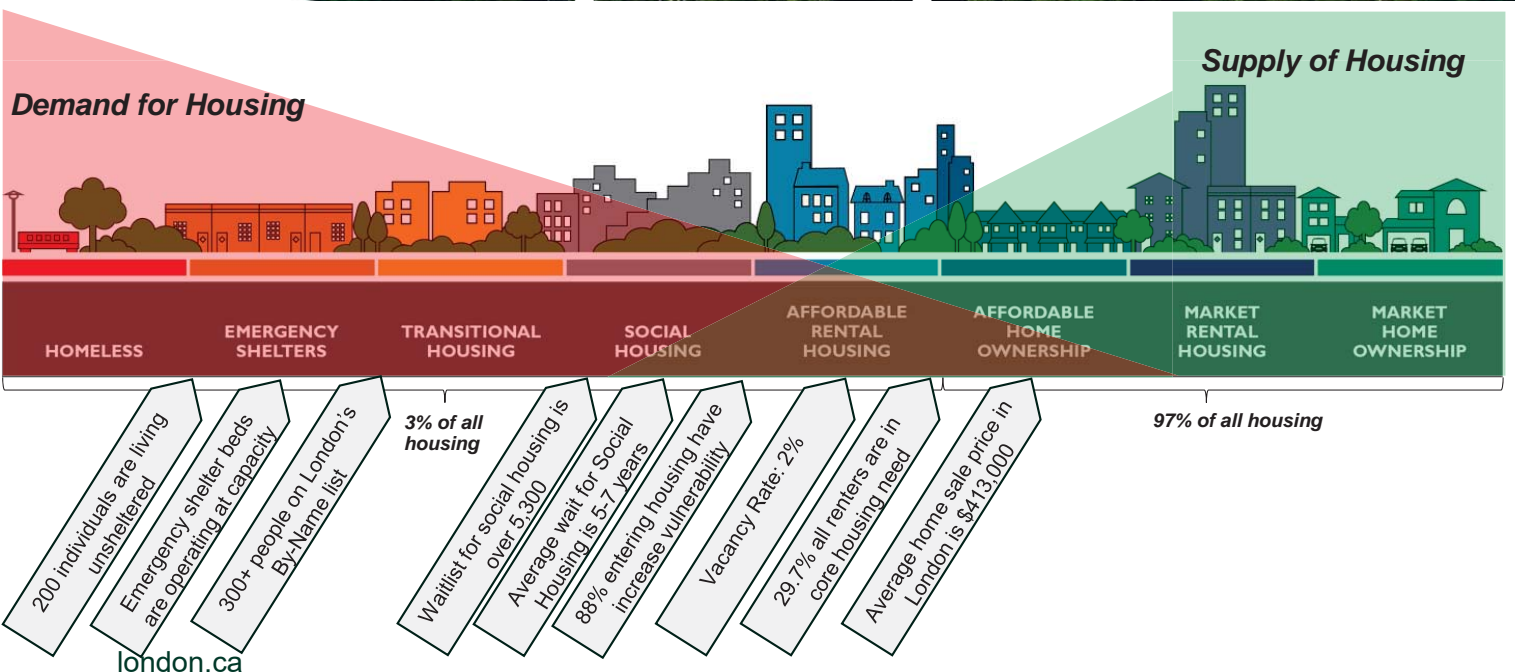 Demand for Housing
Supply of Housing
HOMELESS
EMERGENCY
SHELTERS
TRANSITIONAL
HOUSING
SOCIAL
HOUSING
AFFORDABLE
RENTAL
HOUSING
AFFORDABLE
HOME
OWNERSHIP
MARKET
RENTAL
HOUSING
MARKET
HOME
OWNERSHIP
3% of all
housing
97% of all housing
200 individuals are living
unsheltered
Emergency shelter beds
are operating at capacity
300+ people on London's
By-Name list
Waitlist for social housing is
over 5,300
Average wait for Social
Housing is 5-7 years
88% entering housing have
increase vulnerability
Vacancy Rate: 2%
29.7% all renters are in
core housing need
Average home sale price in
London is $413,000
london.ca